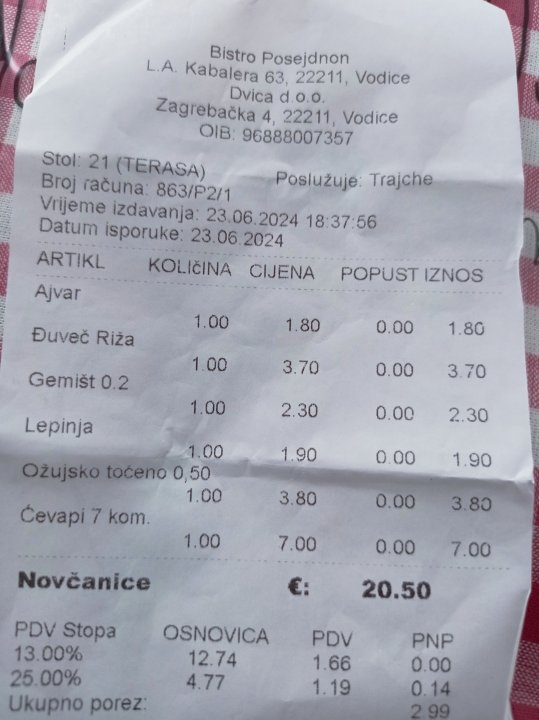 Bistro Posejdnon
L.A. Kabalera 63, 22211, Vodice
Dvica d.o.o.
Zagrebačka 4, 22211, Vodice
OIB: 96888007357
Stol: 21 (TERASA)
Broj računa: 863/P2/1 Poslužuje: Trajche
Vrijeme izdavanja: 23.06.2024 18:37:56
Datum isporuke: 23.06.2024
ARTIKL KOLIČINA CIJENA POPUST IZNOS
Ajvar
1.00 1.80 0.00 1.80
Đuveč Riža
1.00 3.70 0.00 3.70
Gemišt 0.2
1.00 2.30 0.00 2.30
Lepinja
1.00 1.90 0.00 1.90
Ožujsko točeno 0,50
1.00 3.80 0.00 3.80
Ćevapi 7 kom.
1.00 7.00 0.00 7.00
Novčanice €: 20.50
PDV Stopa OSNOVICA PDV PNP
13.00% 12.74 1.66 0.00
25.00% 4.77 1.19 0.14
Ukupno porez: 2.99